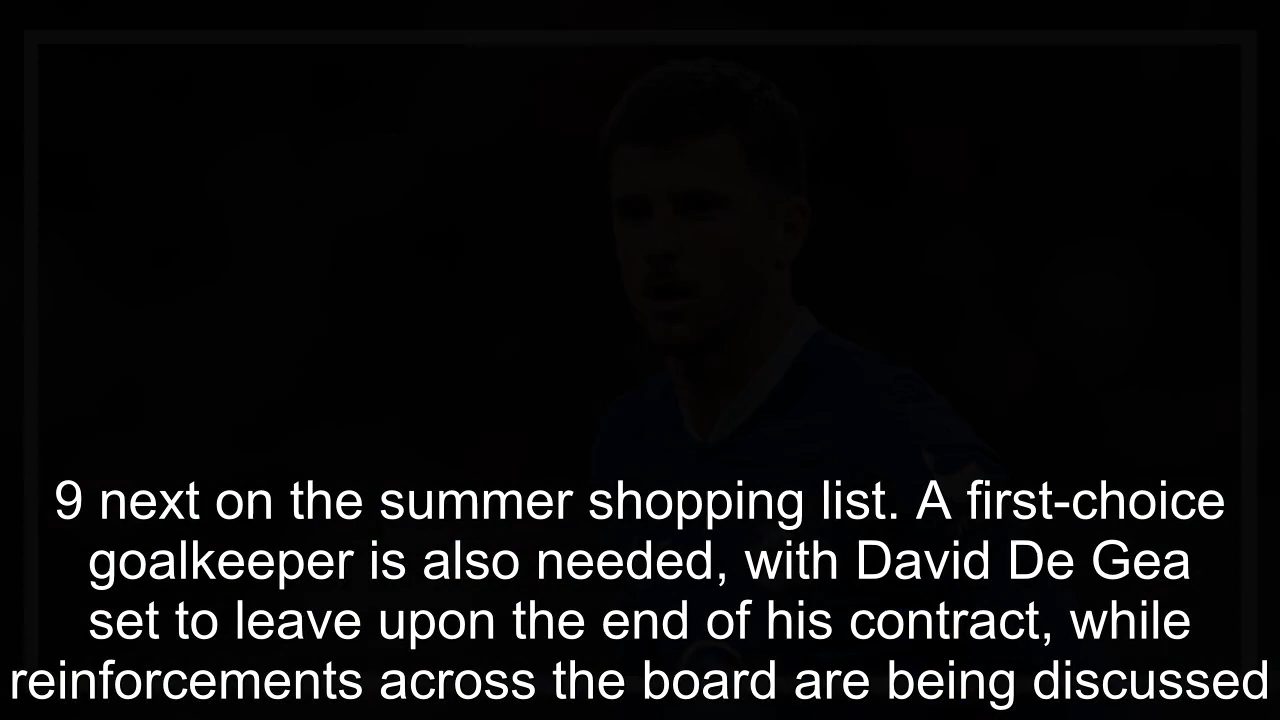 9 next on the summer shopping list. A first-choice
goalkeeper is also needed, with David De Gea
set to leave upon the end of his contract, while
reinforcements across the board are being discussed